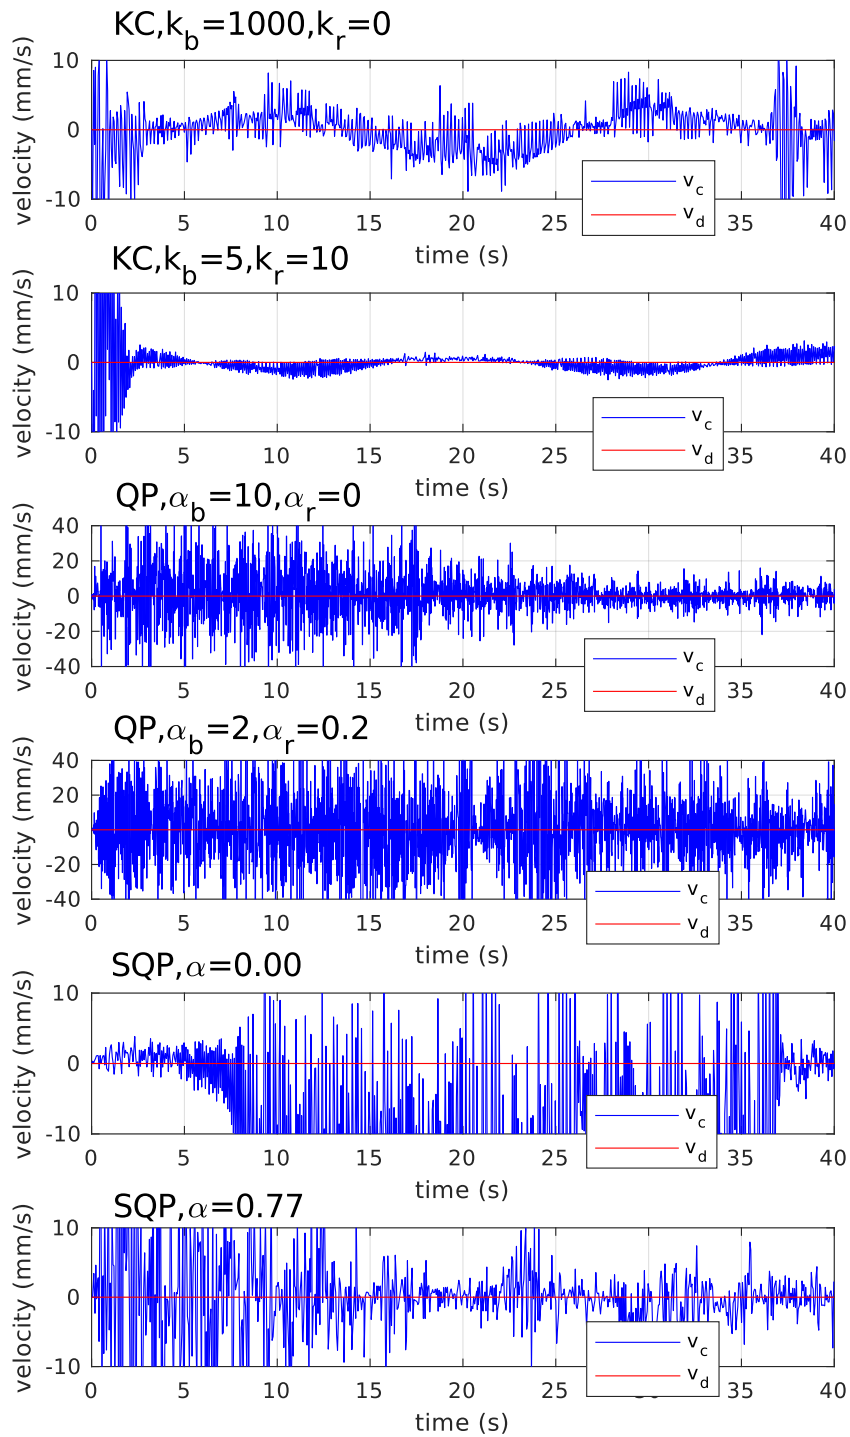 KC,k_b=1000,k_r=0
velocity (mm/s)
10
0
-10
v_c
v_d
0 5 10 15 20 25 30 35 40
time (s)
KC,k_b=5,k_r=10
velocity (mm/s)
10
0
-10
v_c
v_d
0 5 10 15 20 25 35 40
time (s)
QP,α_b=10,α_r=0
velocity (mm/s)
40
20
0
-20
-40
v_c
v_d
0 5 10 15 20 25 35 40
time (s)
QP,α_b=2,α_r=0.2
velocity (mm/s)
40
20
0
-20
-40
v_c
v_d
0 5 10 15 20 25 35 40
time (s)
SQP,α=0.00
velocity (mm/s)
10
0
-10
v_c
v_d
0 5 10 15 20 25 35 40
time (s)
SQP,α=0.77
velocity (mm/s)
10
0
-10
v_c
v_d
0 5 10 15 20 25 35 40
time (s)